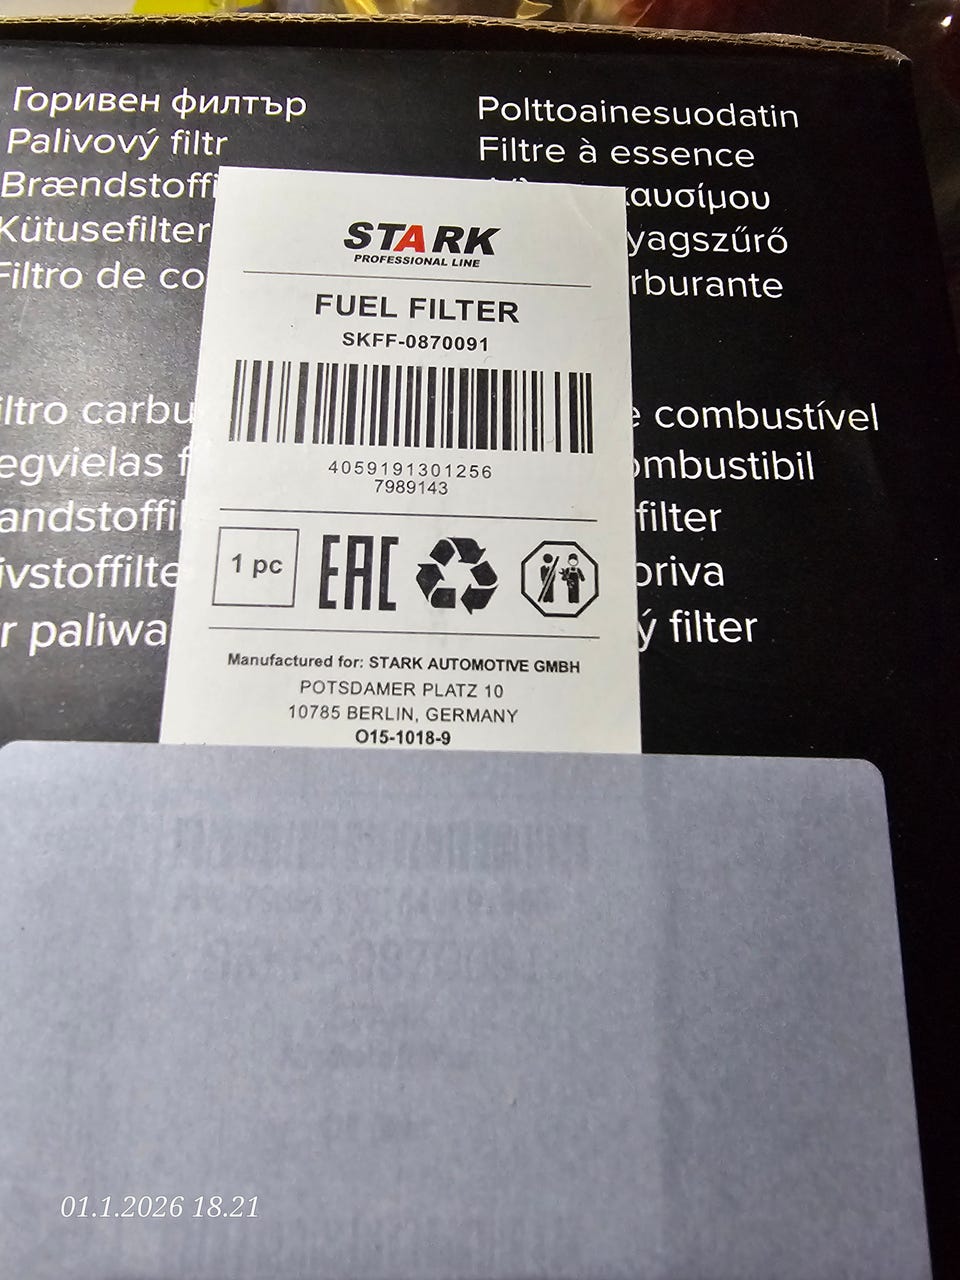 Горивен филтър
Palivový filtr
Brændstoffi
Kütusefilter
Filtro de co
Polttoainesuodatin
Filtre à essence
καυσίμου
yagszűrő
rburante
STARK
PROFESSIONAL LINE
FUEL FILTER
SKFF-0870091
4059191301256
7989143
1 pc
EAC
Manufactured for: STARK AUTOMOTIVE GMBH
POTSDAMER PLATZ 10
10785 BERLIN, GERMANY
O15-1018-9
iltro carbu
egvielas f
andstoffil
ivstoffilte
r paliwa
e combustível
ombustibil
filter
oriva
ý filter
01.1.2026 18.21